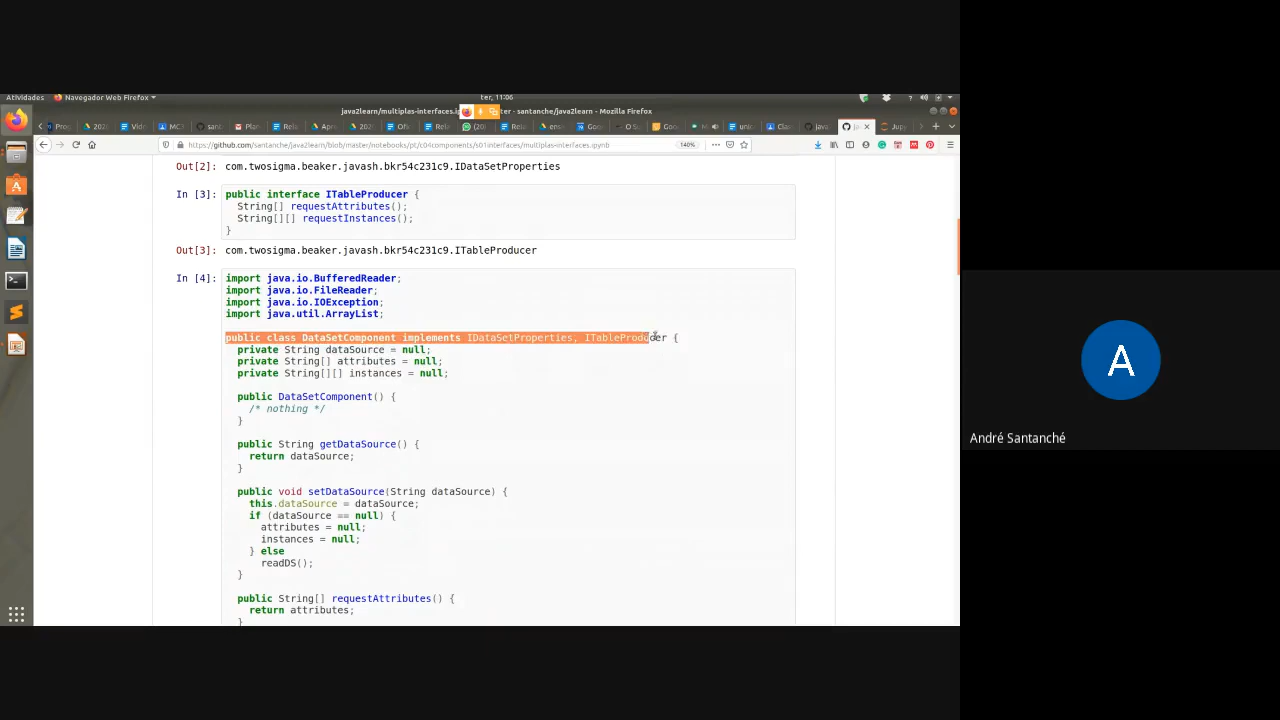 Atividades Navegador Web Firefox ter, 11:06
java2learn/multiplas-interfaces.ip ter - santanche/java2learn — Mozilla Firefox
https://github.com/santanche/java2learn/blob/master/notebooks/pt/c04components/s01interfaces/multiplas-interfaces.ipynb 140%
Out[2]: com.twosigma.beaker.javash.bkr54c231c9.IDataSetProperties
In [3]: public interface ITableProducer {
String[] requestAttributes();
String[][] requestInstances();
}
Out[3]: com.twosigma.beaker.javash.bkr54c231c9.ITableProducer
In [4]: import java.io.BufferedReader;
import java.io.FileReader;
import java.io.IOException;
import java.util.ArrayList;
public class DataSetComponent implements IDataSetProperties, ITableProducer {
private String dataSource = null;
private String[] attributes = null;
private String[][] instances = null;
public DataSetComponent() {
/* nothing */
}
public String getDataSource() {
return dataSource;
}
public void setDataSource(String dataSource) {
this.dataSource = dataSource;
if (dataSource == null) {
attributes = null;
instances = null;
} else
readDS();
}
public String[] requestAttributes() {
return attributes;
}
A
André Santanché